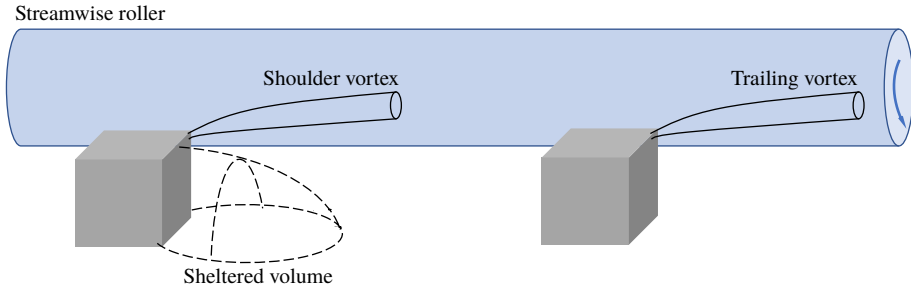 Streamwise roller
Shoulder vortex
Trailing vortex
Sheltered volume